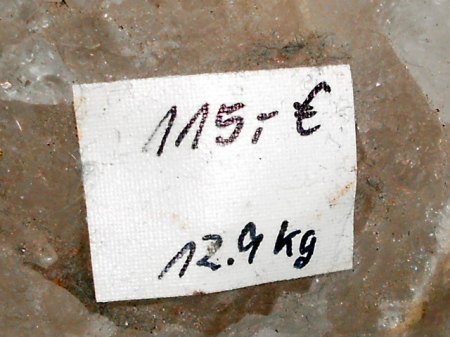 115,- €
12.9 kg